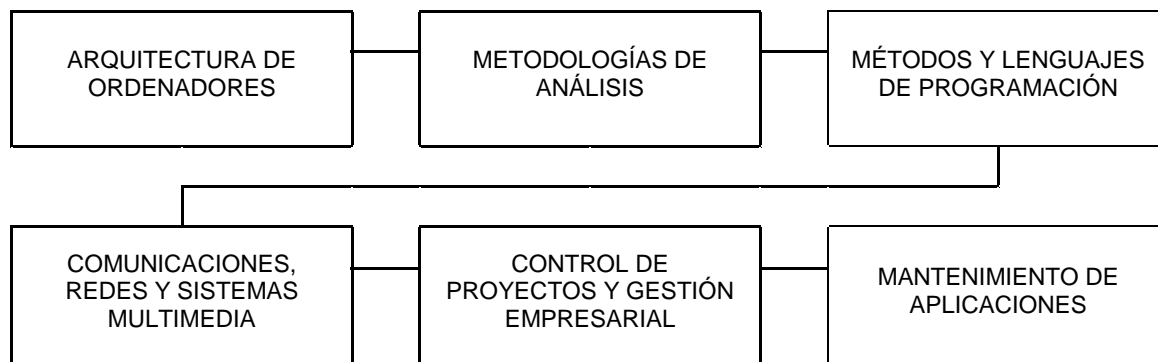 ARQUITECTURA DE
ORDENADORES
METODOLOGÍAS DE
ANÁLISIS
MÉTODOS Y LENGUAJES
DE PROGRAMACIÓN
COMUNICACIONES,
REDES Y SISTEMAS
MULTIMEDIA
CONTROL DE
PROYECTOS Y GESTIÓN
EMPRESARIAL
MANTENIMIENTO DE
APLICACIONES